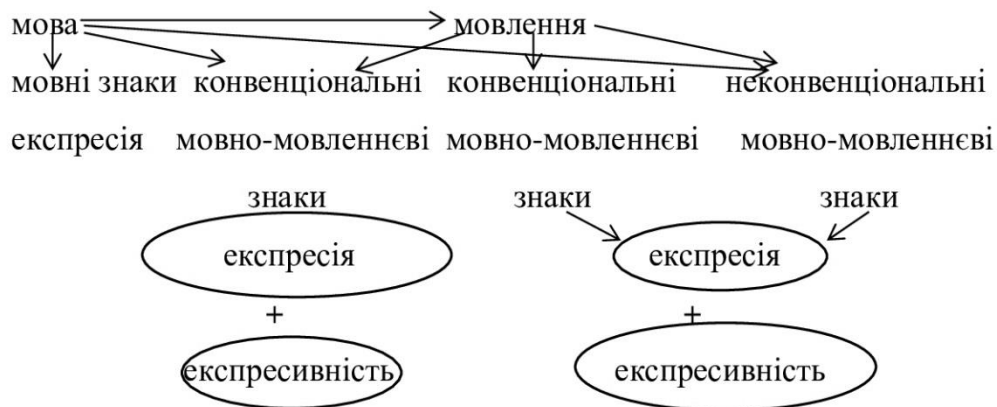 мова мовлення
мовні знаки конвенціональні конвенціональні неконвенціональні
експресія мовно-мовленнєві мовно-мовленнєві мовно-мовленнєві
знаки знаки знаки
експресія експресія
+ +
експресивність експресивність